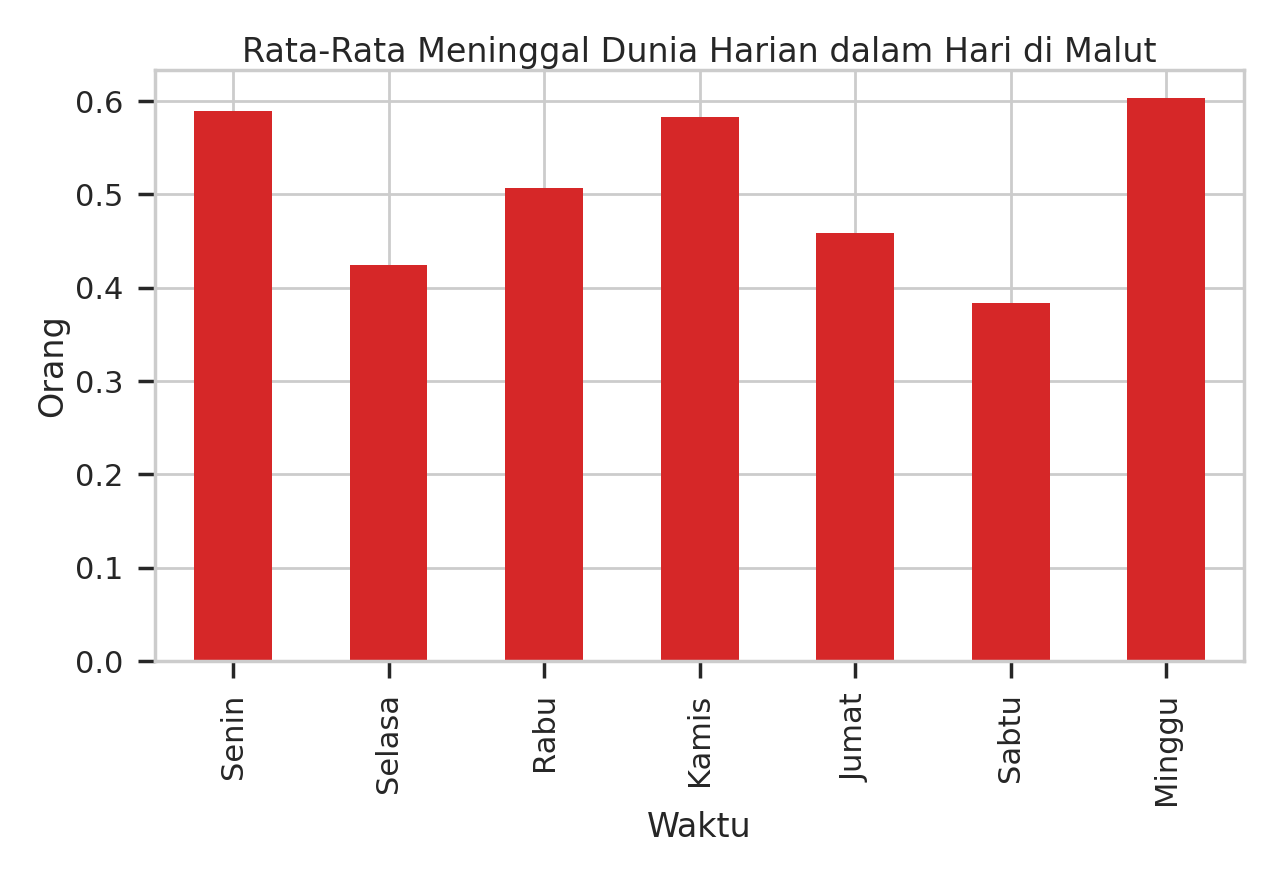 Rata-Rata Meninggal Dunia Harian dalam Hari di Malut
0.6
0.5
0.4
0.3
0.2
0.1
0.0
Orang
Senin
Selasa
Rabu
Kamis
Jumat
Sabtu
Minggu
Waktu